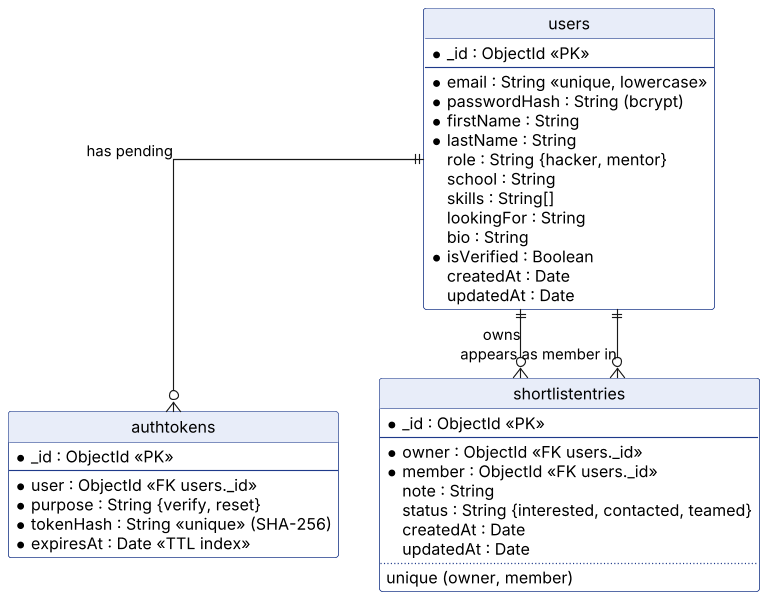 users
_id : ObjectId «PK»
email : String «unique, lowercase»
passwordHash : String (bcrypt)
firstName : String
lastName : String
role : String {hacker, mentor}
school : String
skills : String[]
lookingFor : String
bio : String
isVerified : Boolean
createdAt : Date
updatedAt : Date
has pending
owns
appears as member in
authtokens
_id : ObjectId «PK»
user : ObjectId «FK users._id»
purpose : String {verify, reset}
tokenHash : String «unique» (SHA-256)
expiresAt : Date «TTL index»
shortlistentries
_id : ObjectId «PK»
owner : ObjectId «FK users._id»
member : ObjectId «FK users._id»
note : String
status : String {interested, contacted, teamed}
createdAt : Date
updatedAt : Date
unique (owner, member)